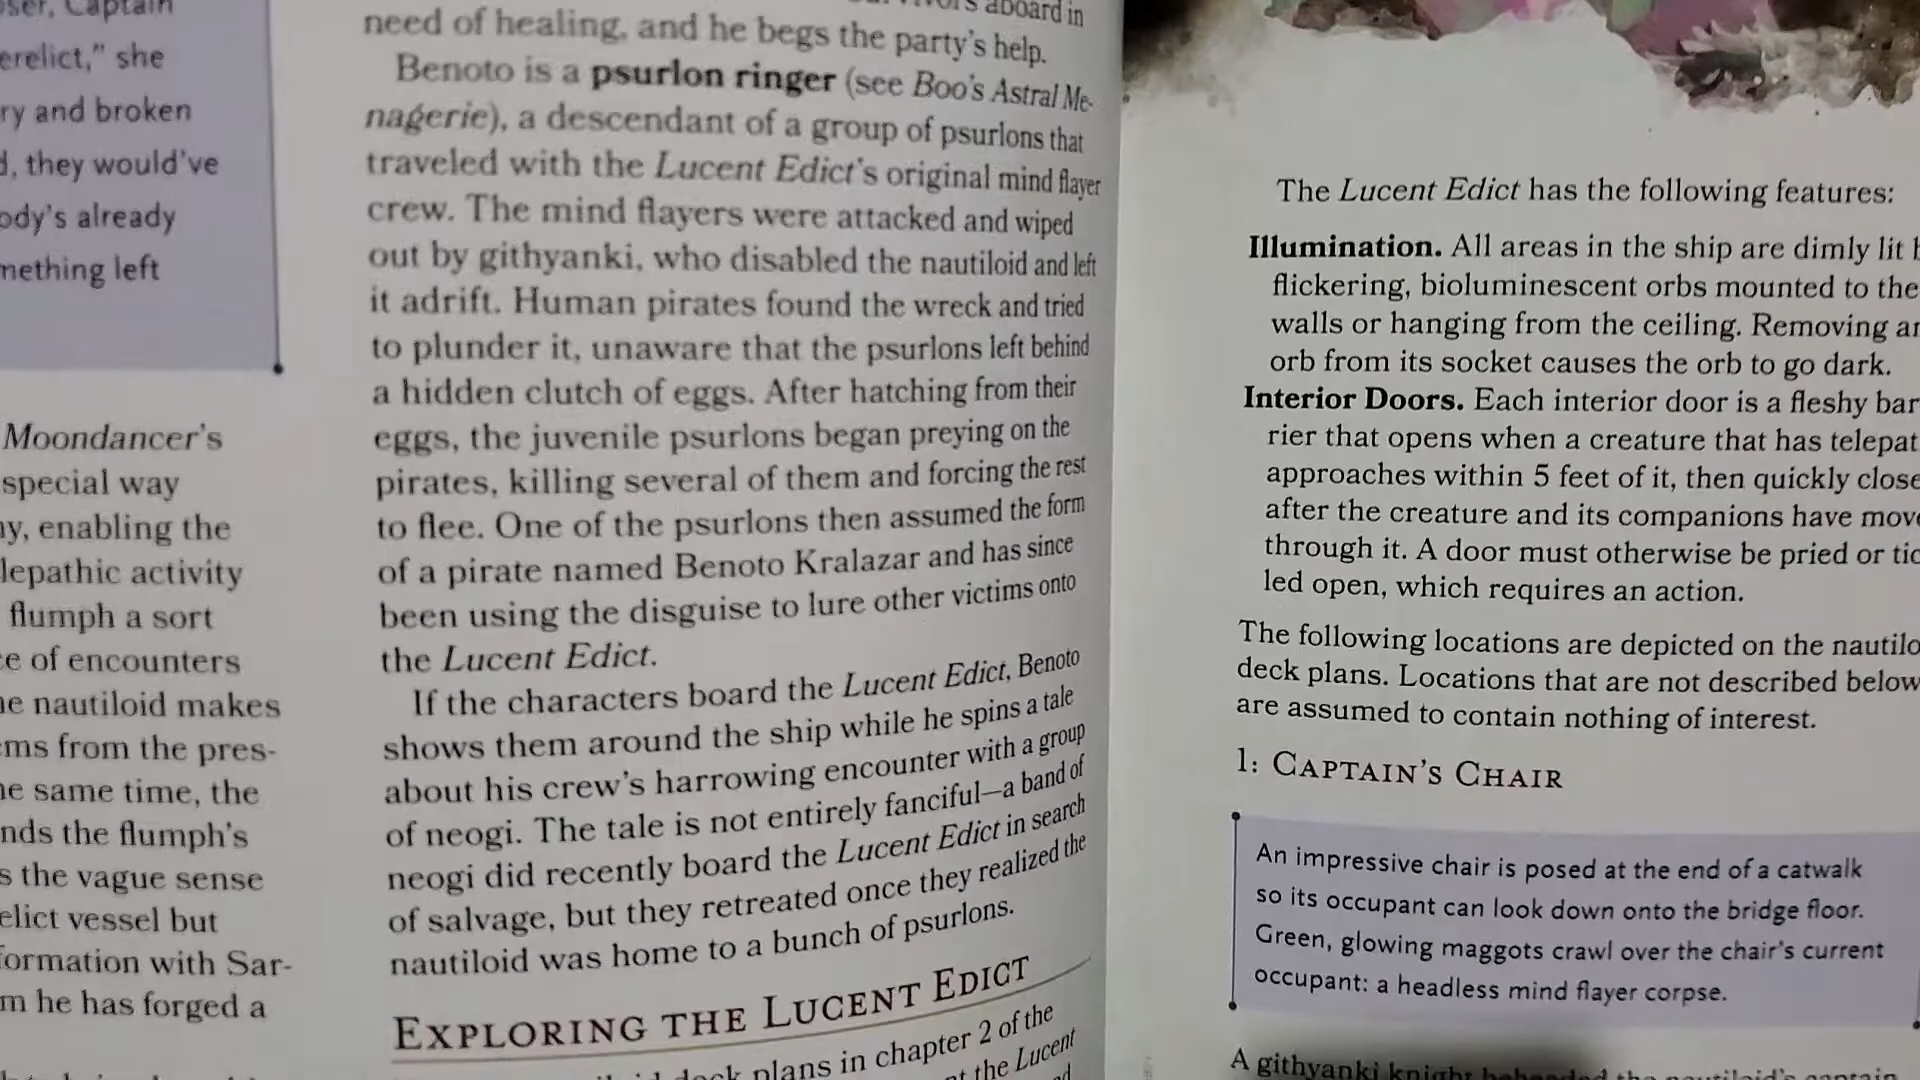 oser, Captain
erelict,” she
ry and broken
d, they would’ve
ody’s already
mething left
Moondancer’s
special way
ny, enabling the
lepathic activity
flumph a sort
ce of encounters
ne nautiloid makes
ms from the pres-
he same time, the
nds the flumph’s
s the vague sense
elict vessel but
formation with Sar-
m he has forged a
aboard in
need of healing, and he begs the party’s help.
Benoto is a psurlon ringer (see Boo’s Astral Me-
nagerie), a descendant of a group of psurlons that
traveled with the Lucent Edict’s original mind flayer
crew. The mind flayers were attacked and wiped
out by githyanki, who disabled the nautiloid and left
it adrift. Human pirates found the wreck and tried
to plunder it, unaware that the psurlons left behind
a hidden clutch of eggs. After hatching from their
eggs, the juvenile psurlons began preying on the
pirates, killing several of them and forcing the rest
to flee. One of the psurlons then assumed the form
of a pirate named Benoto Kralazar and has since
been using the disguise to lure other victims onto
the Lucent Edict.
If the characters board the Lucent Edict, Benoto
shows them around the ship while he spins a tale
about his crew’s harrowing encounter with a group
of neogi. The tale is not entirely fanciful—a band of
neogi did recently board the Lucent Edict in search
of salvage, but they retreated once they realized the
nautiloid was home to a bunch of psurlons.
EXPLORING THE LUCENT EDICT
deck plans in chapter 2 of the
the Lucent
The Lucent Edict has the following features:
Illumination. All areas in the ship are dimly lit b
flickering, bioluminescent orbs mounted to the
walls or hanging from the ceiling. Removing an
orb from its socket causes the orb to go dark.
Interior Doors. Each interior door is a fleshy bar
rier that opens when a creature that has telepat
approaches within 5 feet of it, then quickly close
after the creature and its companions have move
through it. A door must otherwise be pried or tic
led open, which requires an action.
The following locations are depicted on the nautilo
deck plans. Locations that are not described below
are assumed to contain nothing of interest.
1: CAPTAIN’S CHAIR
An impressive chair is posed at the end of a catwalk
so its occupant can look down onto the bridge floor.
Green, glowing maggots crawl over the chair’s current
occupant: a headless mind flayer corpse.
A githyanki knight beheaded the nautiloid’s captain